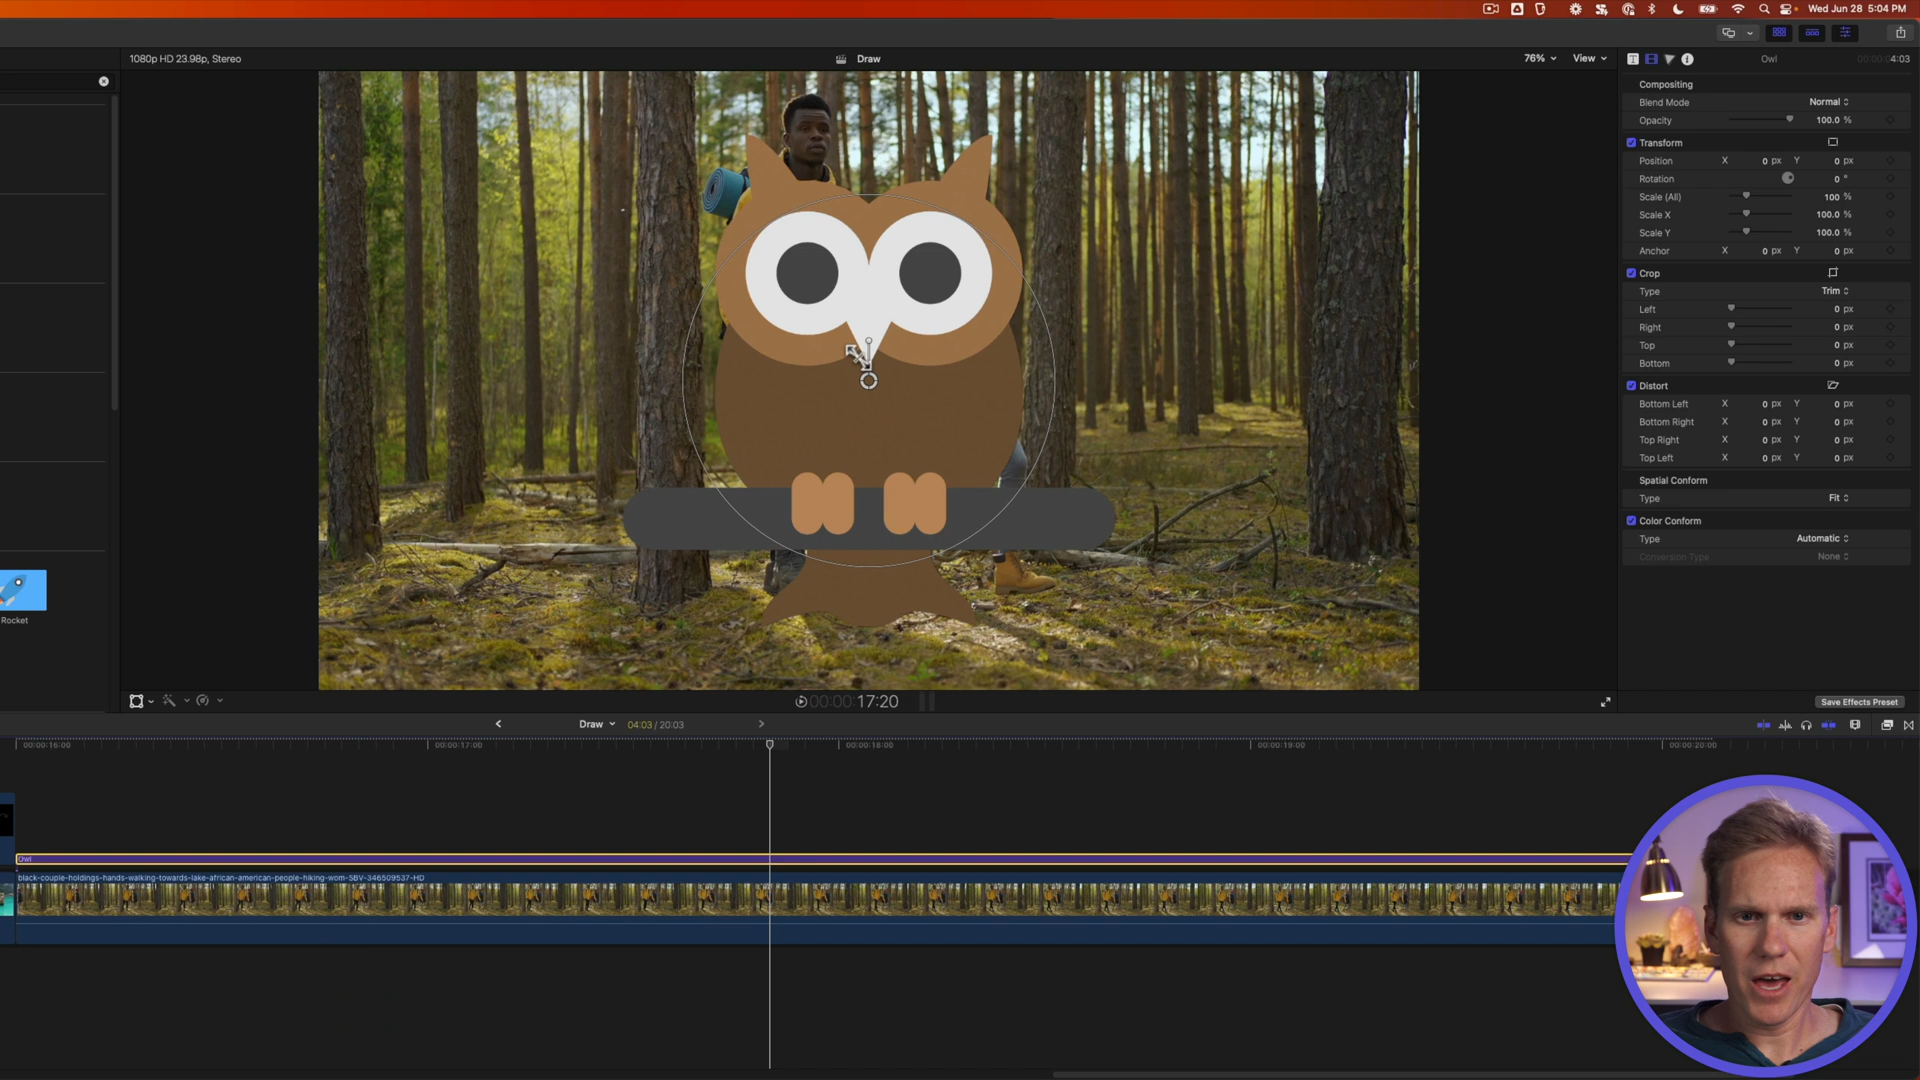 Wed Jun 28 5:04 PM
1080p HD 23.98p, Stereo
Draw
76%
View
Owl
00:00:04:03
Compositing
Blend Mode Normal
Opacity 100.0 %
Transform
Position X 0 px Y 0 px
Rotation 0 °
Scale (All) 100 %
Scale X 100.0 %
Scale Y 100.0 %
Anchor X 0 px Y 0 px
Crop
Type Trim
Left 0 px
Right 0 px
Top 0 px
Bottom 0 px
Distort
Bottom Left X 0 px Y 0 px
Bottom Right X 0 px Y 0 px
Top Right X 0 px Y 0 px
Top Left X 0 px Y 0 px
Spatial Conform
Type Fit
Color Conform
Type Automatic
Conversion Type None
Rocket
00:00:00:17:20
Save Effects Preset
Draw
04:03 / 20:03
00:00:16:00
00:00:17:00
00:00:18:00
00:00:19:00
00:00:20:00
Owl
black-couple-holdings-hands-walking-towards-lake-african-american-people-hiking-wom-SBV-346509537-HD